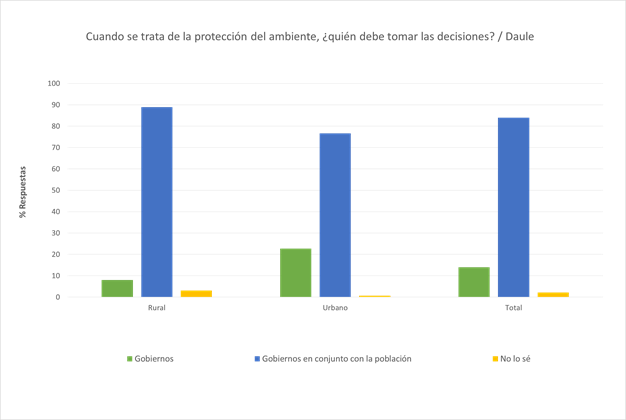 Cuando se trata de la protección del ambiente, ¿quién debe tomar las decisiones? / Daule
% Respuestas
100
90
80
70
60
50
40
30
20
10
0
Rural
Urbano
Total
Gobiernos
Gobiernos en conjunto con la población
No lo sé